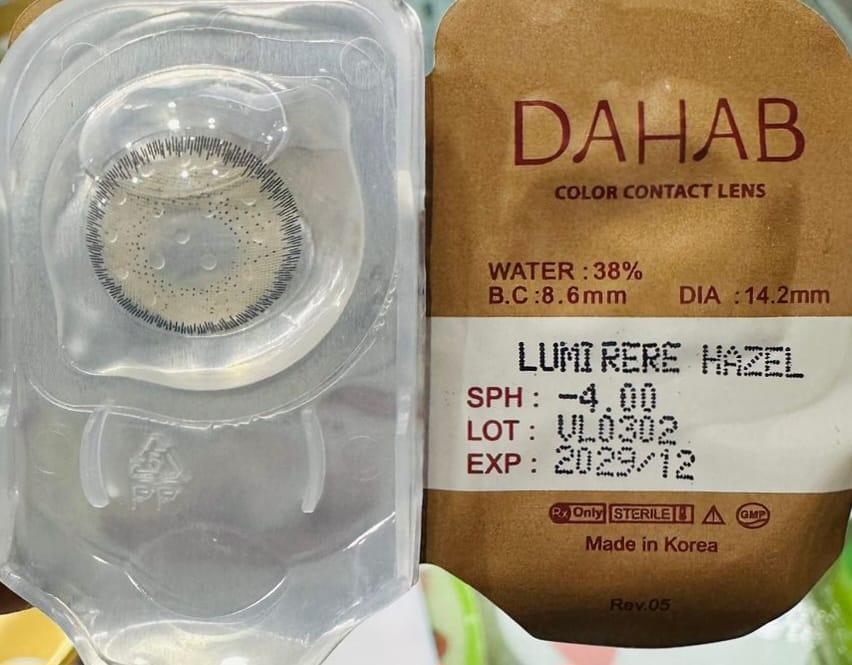 DAHAB
COLOR CONTACT LENS
WATER :38%
B.C :8.6mm DIA :14.2mm
LUMIRERE HAZEL
SPH : -4.00
LOT : VL0302
EXP : 2029/12
Rx Only STERILE GMP
Made in Korea
Rev.05
PP